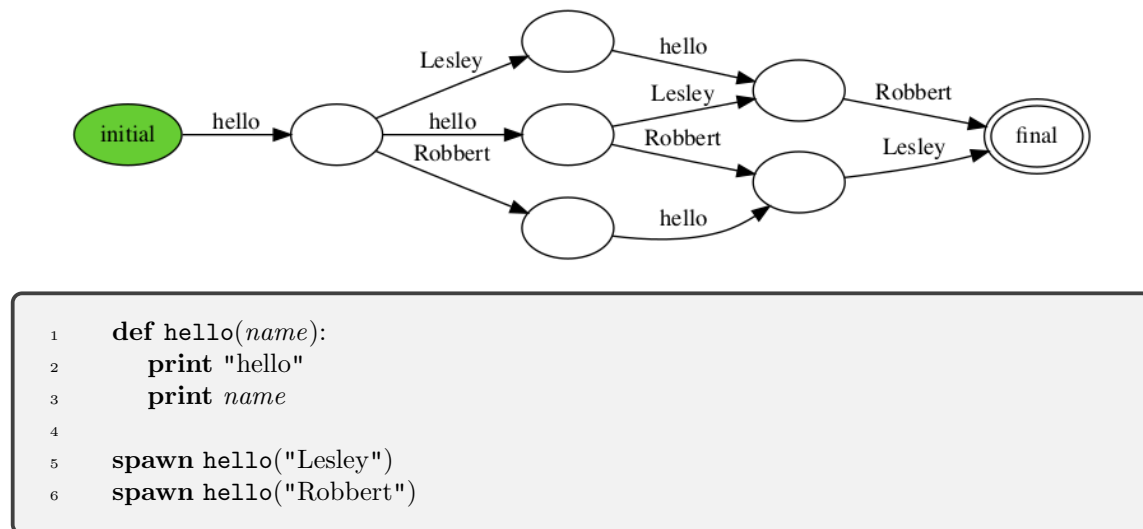 Lesley
hello
hello
Lesley
Robbert
initial
hello
hello
final
Robbert
Robbert
Lesley
hello
1 def hello(name):
2 print "hello"
3 print name
4
5 spawn hello("Lesley")
6 spawn hello("Robbert")